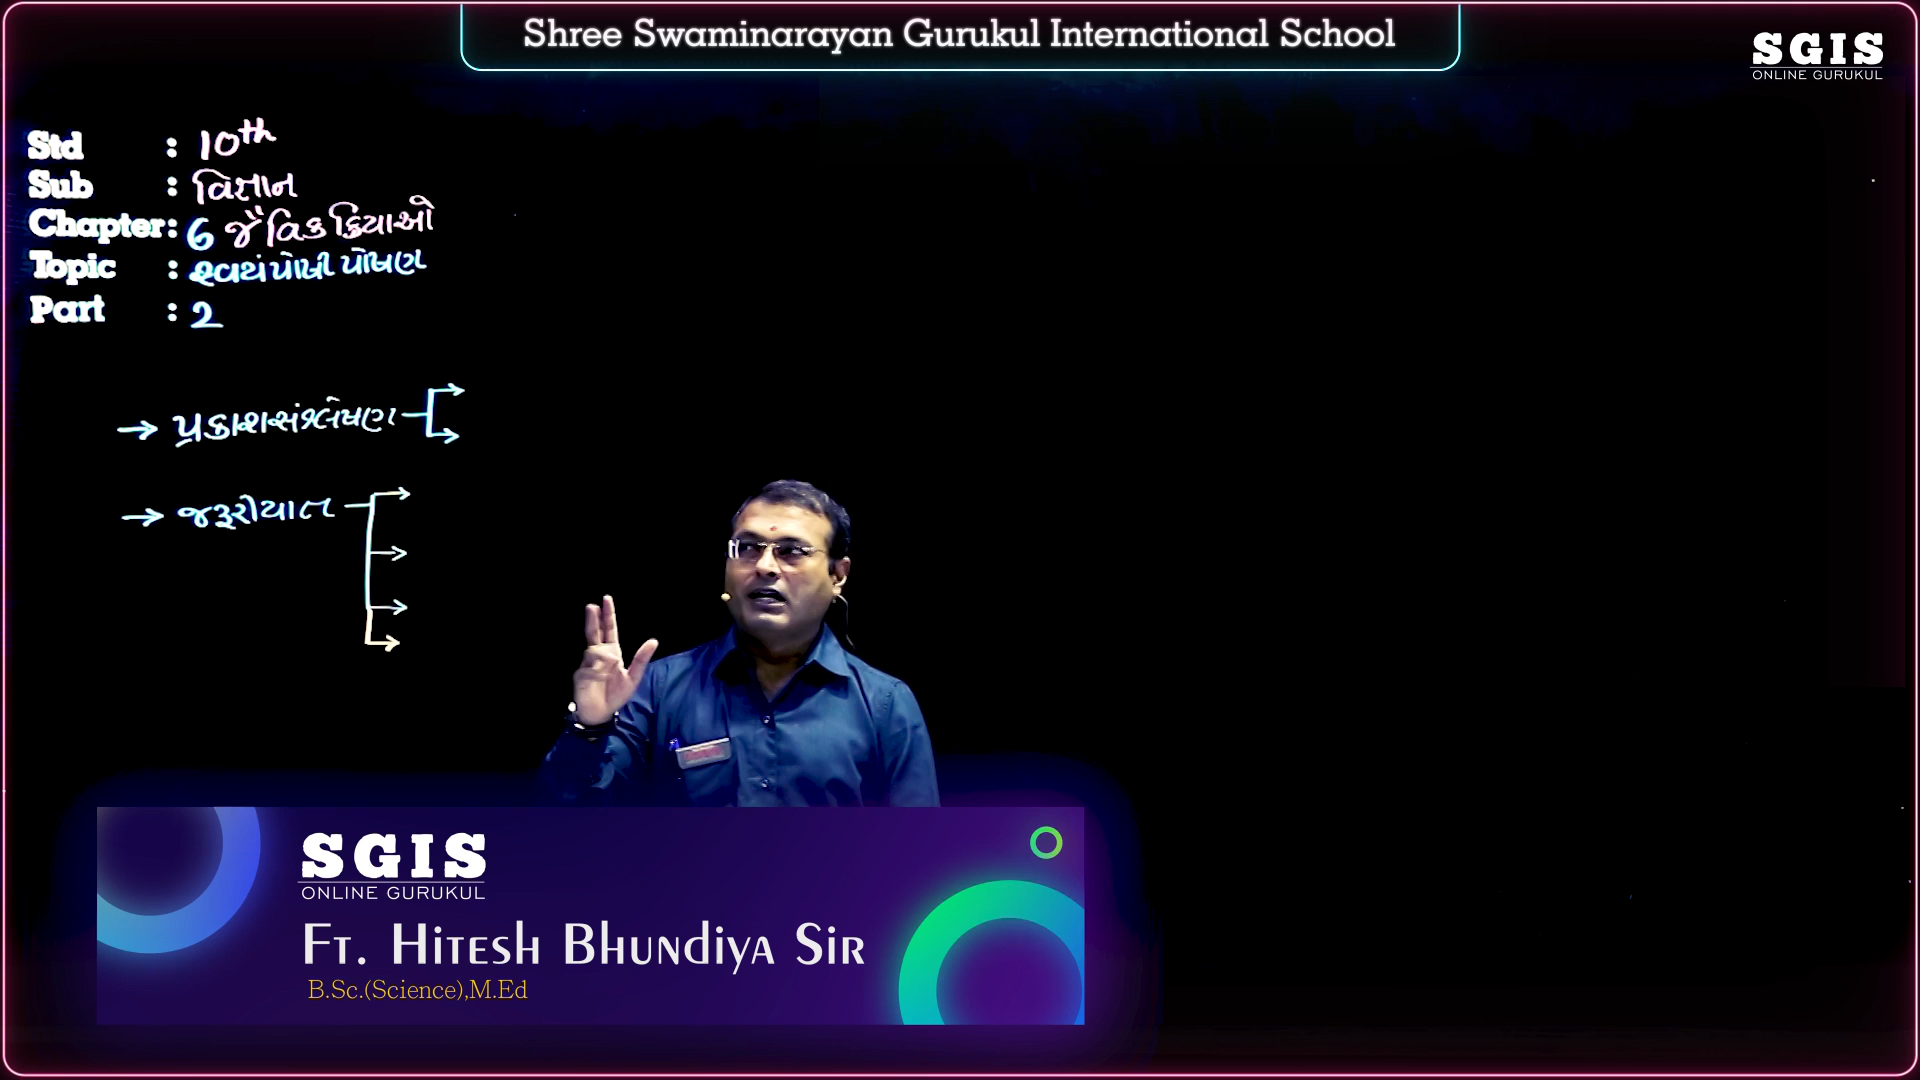 Shree Swaminarayan Gurukul International School
SGIS
ONLINE GURUKUL
Std : 10th
Sub : વિજ્ઞાન
Chapter: 6 જૈવિક ક્રિયાઓ
Topic : સ્વયંપોષી પોષણ
Part : 2
→ પ્રકાશસંશ્લેષણ
→ જરૂરીયાત
SGIS
ONLINE GURUKUL
Ft. Hitesh Bhundiya Sir
B.Sc.(Science),M.Ed